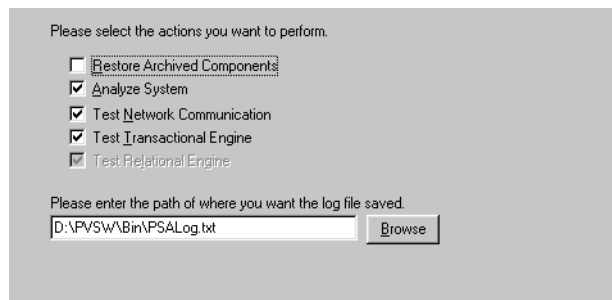 Please select the actions you want to perform.
Restore Archived Components
Analyze System
Test Network Communication
Test Transactional Engine
Test Relational Engine
Please enter the path of where you want the log file saved.
D:\PVSW\Bin\PSALog.txt
Browse